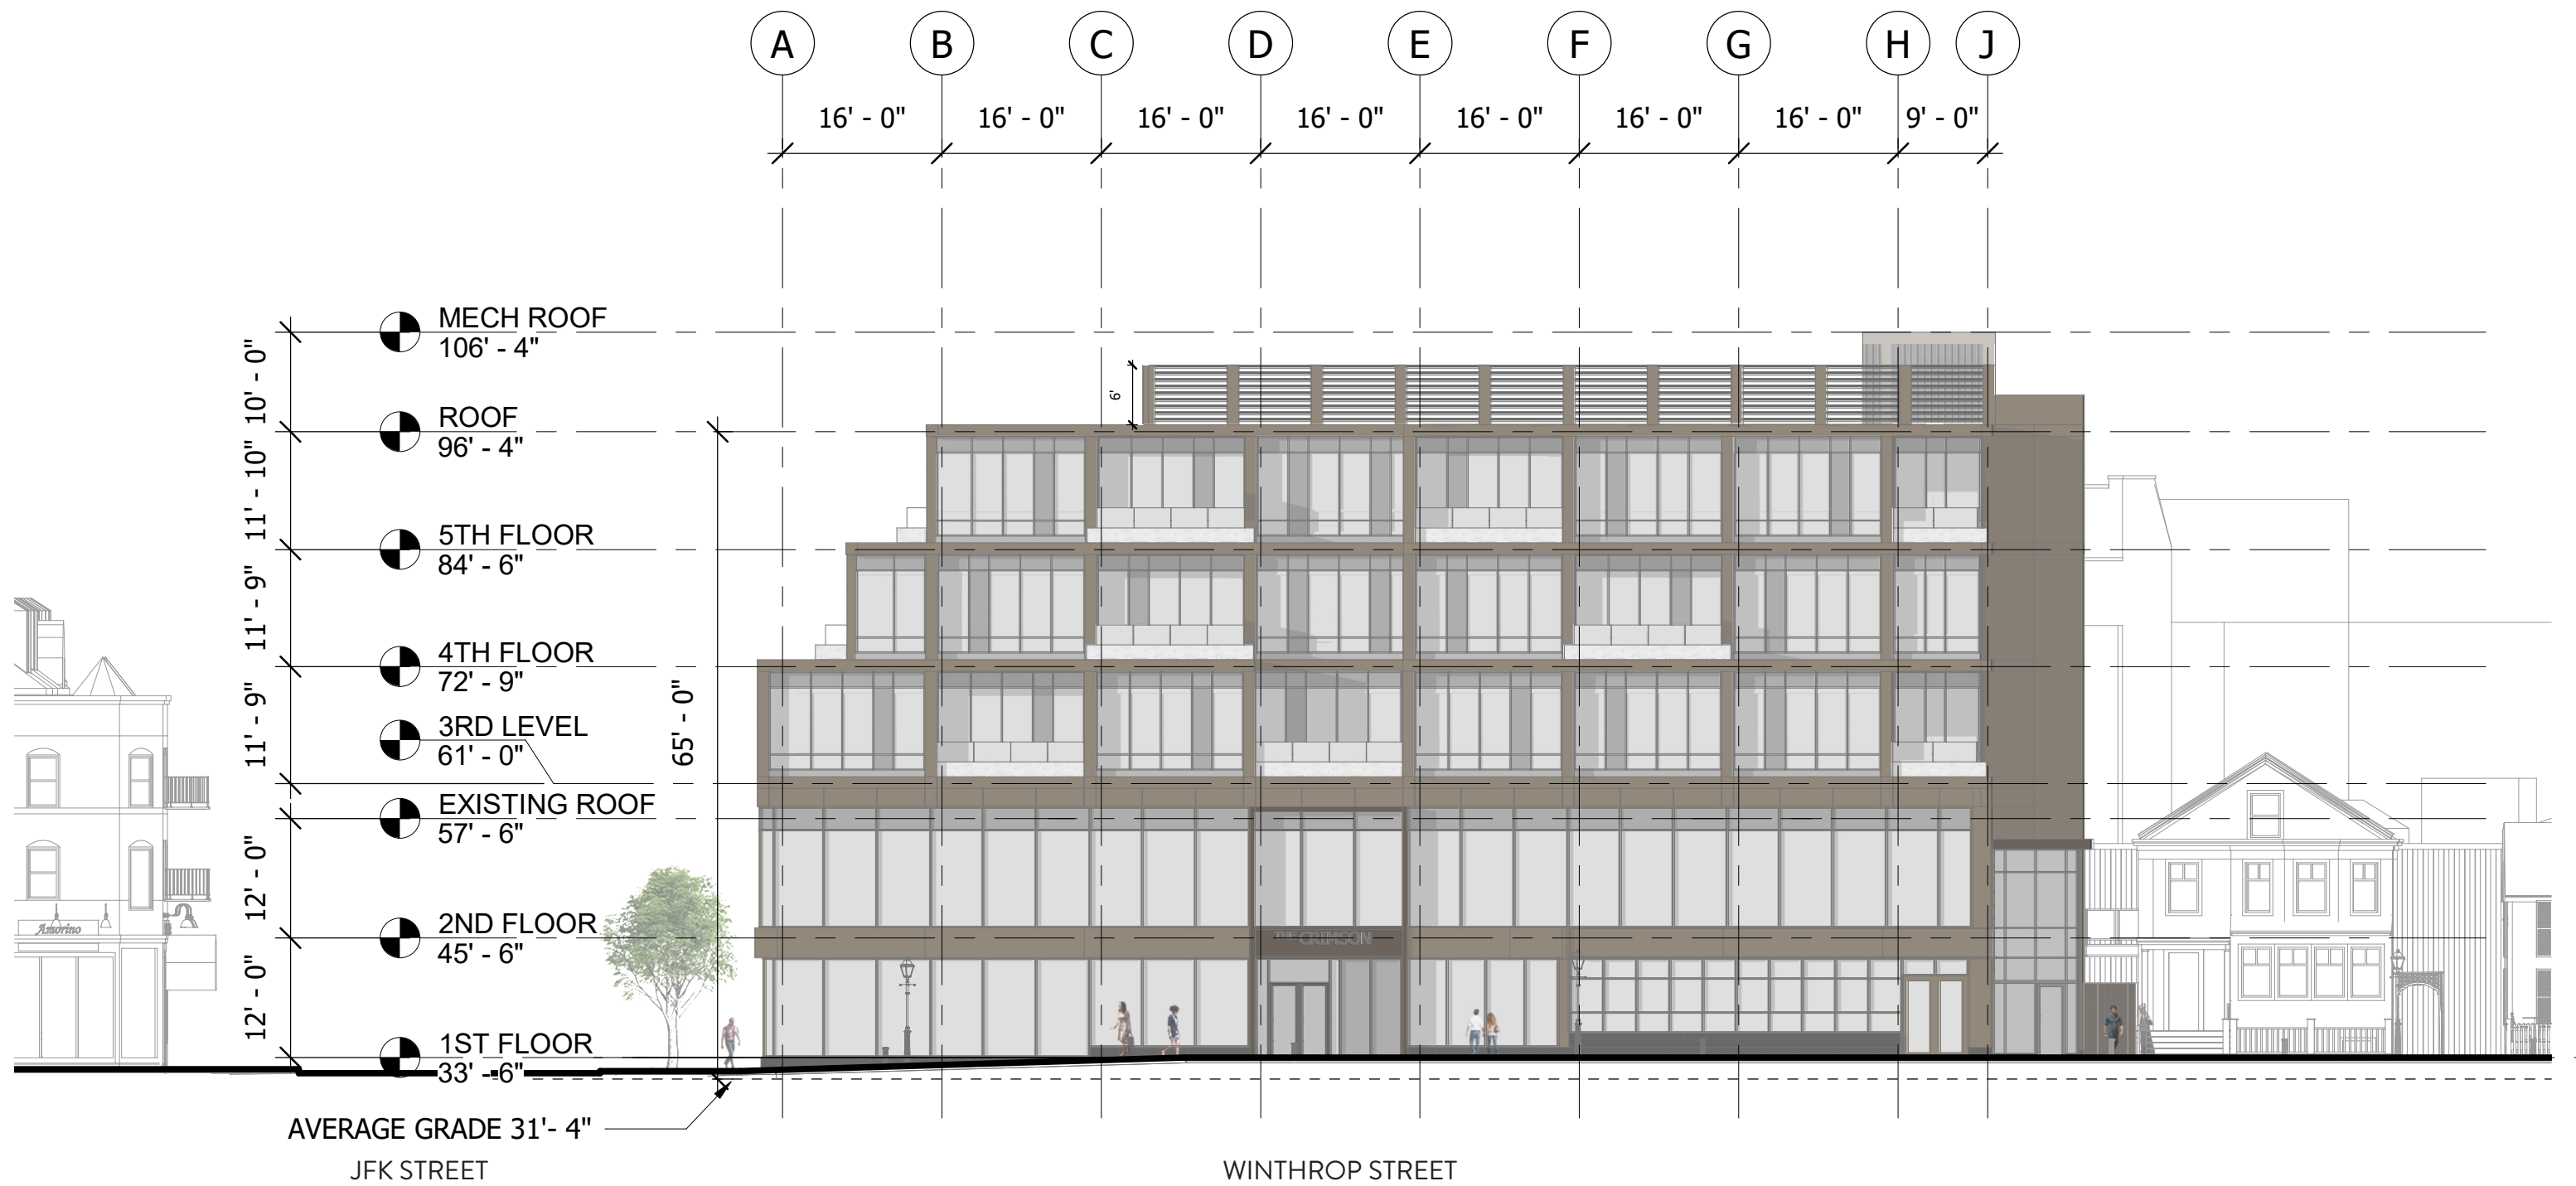 A B C D E F G H J
16' - 0" 16' - 0" 16' - 0" 16' - 0" 16' - 0" 16' - 0" 16' - 0" 9' - 0"
MECH ROOF
106' - 4"
10' - 0"
6'
ROOF
96' - 4"
11' - 10"
5TH FLOOR
84' - 6"
11' - 9"
4TH FLOOR
72' - 9"
11' - 9"
65' - 0"
3RD LEVEL
61' - 0"
EXISTING ROOF
57' - 6"
12' - 0"
2ND FLOOR
45' - 6"
Amorino
THE CRIMSON
12' - 0"
1ST FLOOR
33' - 6"
AVERAGE GRADE 31'- 4"
JFK STREET
WINTHROP STREET